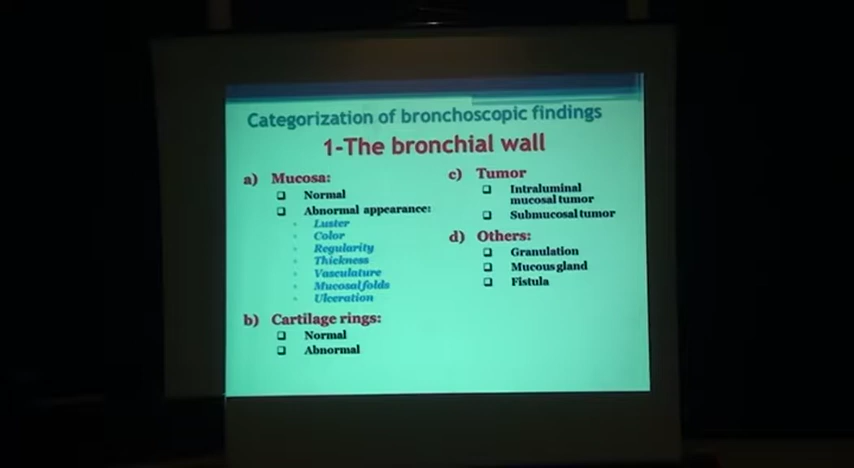 Categorization of bronchoscopic findings
1-The bronchial wall
a) Mucosa:
Normal
Abnormal appearance:
Luster
Color
Regularity
Thickness
Vasculature
Mucosal folds
Ulceration
b) Cartilage rings:
Normal
Abnormal
c) Tumor
Intraluminal
mucosal tumor
Submucosal tumor
d) Others:
Granulation
Mucous gland
Fistula